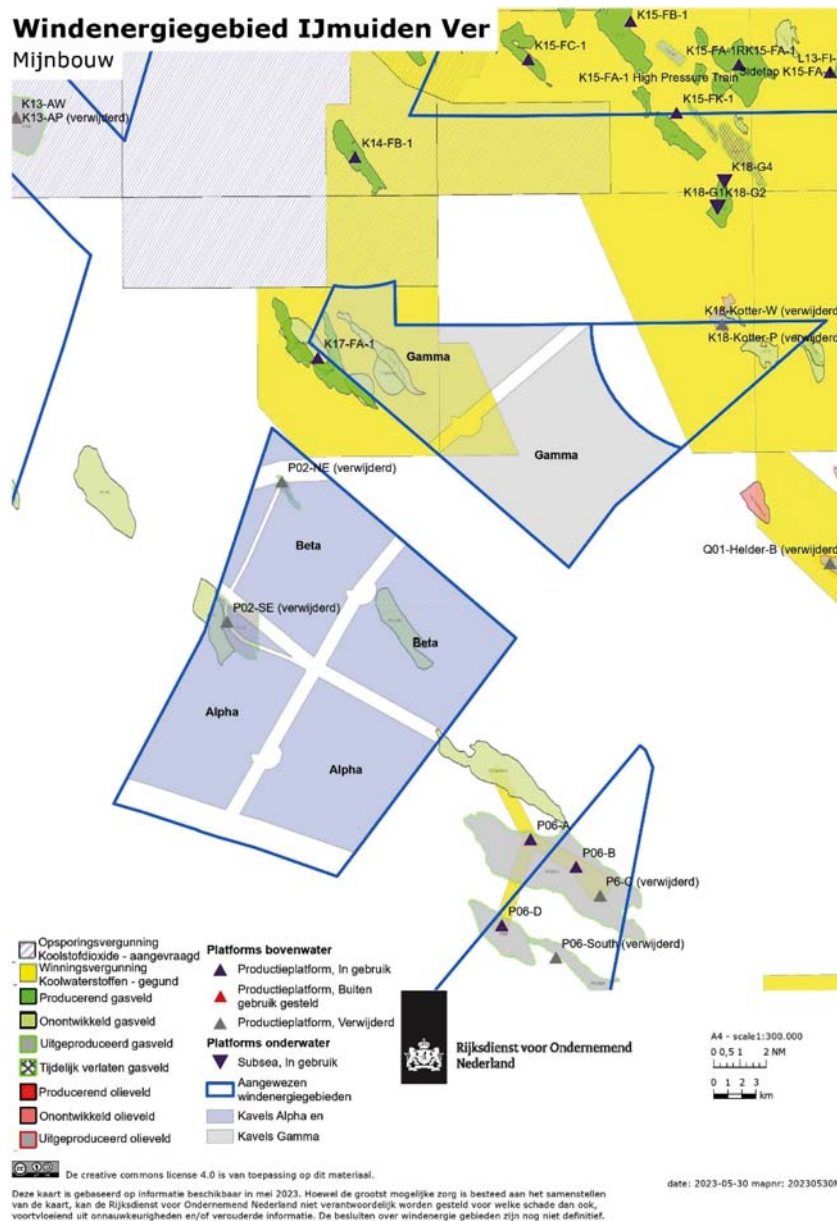 Windenergiegebied IJmuiden Ver
Mijnbouw
K15-FB-1
K15-FC-1
K15-FA-1RK15-FA-1
L13-FI-
K15-FA-1 High Pressure Train
Sidetap K15-FA-
K13-AW
K13-AP (verwijderd)
K15-FK-1
K14-FB-1
K18-G4
K18-G1K18-G2
K18-Kotter-W (verwijderd
K18-Kotter-P (verwijderd
K17-FA-1
Gamma
Gamma
P02-NE (verwijderd)
Beta
Q01-Helder-B (verwijderd
P02-SE (verwijderd)
Beta
Alpha
Alpha
P06-A
P06-B
P6-C (verwijderd)
P06-D
P06-South (verwijderd)
Opsporingsvergunning
Koolstofdioxide - aangevraagd
Winningsvergunning
Koolwaterstoffen - gegund
Producerend gasveld
Onontwikkeld gasveld
Uitgeproduceerd gasveld
Tijdelijk verlaten gasveld
Producerend olieveld
Onontwikkeld olieveld
Uitgeproduceerd olieveld
Platforms bovenwater
Productieplatform, In gebruik
Productieplatform, Buiten
gebruik gesteld
Productieplatform, Verwijderd
Platforms onderwater
Subsea, In gebruik
Aangewezen
windenergiegebieden
Kavels Alpha en
Kavels Gamma
Rijksdienst voor Ondernemend
Nederland
A4 - scale1:300.000
0 0,5 1 2 NM
0 1 2 3
km
De creative commons license 4.0 is van toepassing op dit materiaal.
date: 2023-05-30 mapnr: 20230530M
Deze kaart is gebaseerd op informatie beschikbaar in mei 2023. Hoewel de grootst mogelijke zorg is besteed aan het samenstellen
van de kaart, kan de Rijksdienst voor Ondernemend Nederland niet verantwoordelijk worden gesteld voor welke schade dan ook,
voortvloeiend uit onnauwkeurigheden en/of verouderde informatie. De besluiten over windenergie gebieden zijn nog niet definitief.